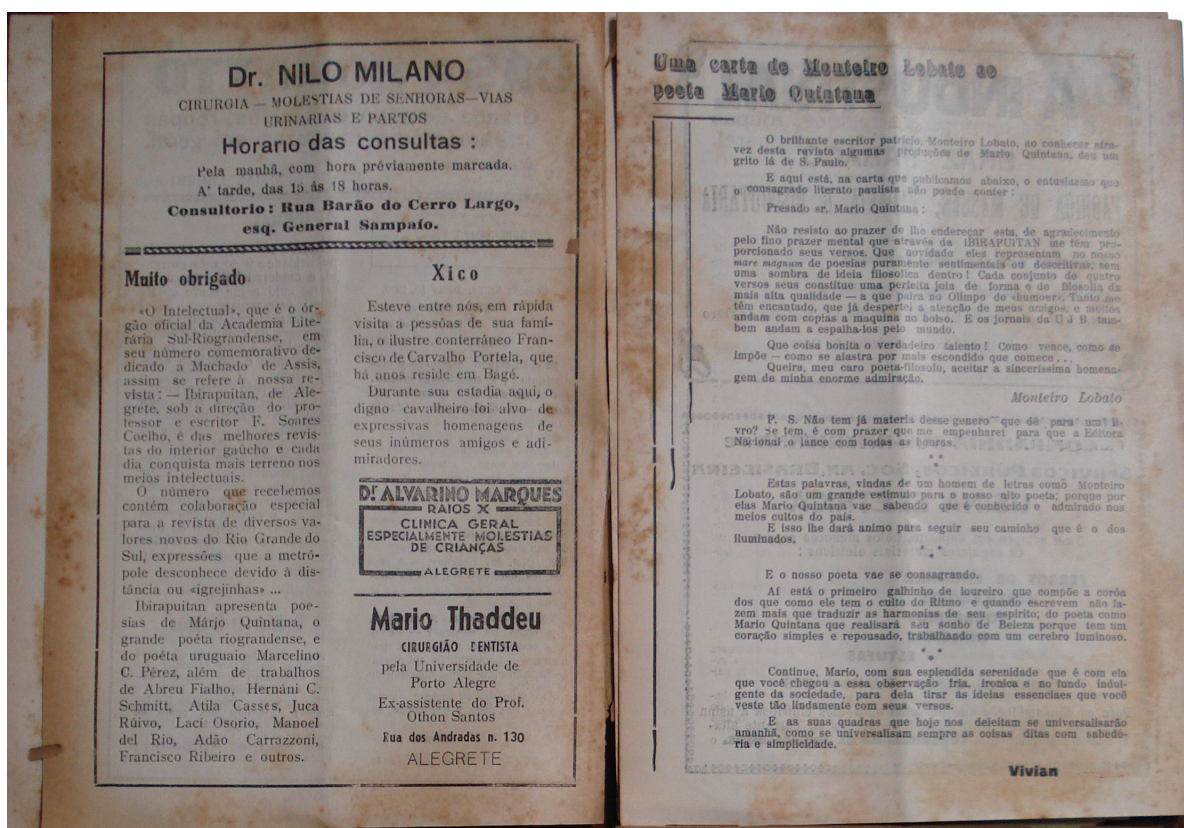 Dr. NILO MILANO
CIRURGIA — MOLESTIAS DE SENHORAS—VIAS
URINARIAS E PARTOS
Horario das consultas :
Pela manhã, com hora préviamente marcada.
A' tarde, das 15 ás 18 horas.
Consultorio : Rua Barão do Cerro Largo,
esq. General Sampaío.
Muito obrigado
«O Intelectual», que é o ór-
gão oficial da Academia Lite-
rária Sul-Riograndense, em
seu número comemorativo de-
dicado a Machado de Assis,
assim se refere à nossa re-
vista : — Ibirapuitan, de Ale-
grete, sob a direção do pro-
fessor e escritor F. Soares
Coelho, é das melhores revis-
tas do interior gaúcho e cada
dia conquista mais terreno nos
meios intelectuais.
O número que recebemos
contém colaboração especial
para a revista de diversos va-
lores novos do Rio Grande do
Sul, expressões que a metró-
pole desconhece devido à dis-
tância ou «igrejinhas» ...
Ibirapuitan apresenta poe-
sias de Márjo Quintana, o
grande poéta riograndense, e
do poéta uruguaio Marcelino
C. Pérez, além de trabalhos
de Abreu Fialho, Hernáni C.
Schmitt, Atila Casses, Juca
Rúivo, Laci Osorio, Manoel
del Rio, Adão Carrazzoni,
Francisco Ribeiro e outros.
Xico
Esteve entre nós, em rápida
visita a pessôas de sua famí-
lia, o ilustre conterrâneo Fran-
cisco de Carvalho Portela, que
há anos reside em Bagé.
Durante sua estadia aqui, o
digno cavalheiro foi alvo de
expressivas homenagens de
seus inúmeros amigos e adi-
miradores.
Dr ALVARINO MARQUES
RAIOS X
CLINICA GERAL
ESPECIALMENTE MOLESTIAS
DE CRIANÇAS
ALEGRETE
Mario Thaddeu
CIRURGIÃO DENTISTA
pela Universidade de
Porto Alegre
Ex-assistente do Prof.
Othon Santos
Rua dos Andradas n. 130
ALEGRETE
Uma carta de Monteiro Lobato ao
poeta Mario Quintana
O brilhante escritor patricio, Monteiro Lobato, ao conhecer atra-
vez desta revista algumas produções de Mario Quintana, deu um
grito lá de S. Paulo.
E aqui está, na carta que publicamos abaixo, o entusiasmo que
o consagrado literato paulista não poude conter :
Presado sr. Mario Quintana :
Não resisto ao prazer de lhe endereçar esta, de agradecimento
pelo fino prazer mental que através da IBIRAPUITAN me têm pro-
porcionado seus versos. Que novidade eles representam no nosso
mare magnum de poesias puramente sentimentais ou descritivas, sem
uma sombra de ideia filosofica dentro ! Cada conjunto de quatro
versos seus constitue uma perfeita joia de forma e de filosofia da
mais alta qualidade — a que paira no Olimpo do «humour». Tanto me
têm encantado, que já despertei a atenção de meus amigos, e muitos
andam com copias a maquina no bolso. E os jornais da U J B tam-
bem andam a espalha-los pelo mundo.
Que coisa bonita o verdadeiro talento ! Como vence, como se
impõe — como se alastra por mais escondido que comece . . .
Queira, meu caro poeta-filosofo, aceitar a sincerissima homena-
gem de minha enorme admiração.
Monteiro Lobato
P. S. Não tem já materia desse genero que dê para um li-
vro? Se tem, é com prazer que me empenharei para que a Editora
Nacional o lance com todas as honras.
Estas palavras, vindas de um homem de letras como Monteiro
Lobato, são um grande estimulo para o nosso alto poeta; porque por
elas Mario Quintana vae sabendo que é conhecido e admirado nos
meios cultos do país.
E isso lhe dará animo para seguir seu caminho que é o dos
iluminados.
E o nosso poeta vae se consagrando.
Aí está o primeiro galhinho de loureiro que compõe a corôa
dos que como ele tem o culto do Ritmo e quando escrevem não fa-
zem mais que traduzir as harmonias de seu espirito; do poeta como
Mario Quintana que realisará seu sonho de Beleza porque tem um
coração simples e repousado, trabalhando com um cerebro luminoso.
Continue, Mario, com sua esplendida serenidade que é com ela
que você chegou a essa observação fria, ironica e no fundo indul-
gente da sociedade, para dela tirar as ideias essenciaes que você
veste tão lindamente com seus versos.
E as suas quadras que hoje nos deleitam se universalisarão
amanhã, como se universalisam sempre as coisas ditas com sabedo-
ria e simplicidade.
Vivian